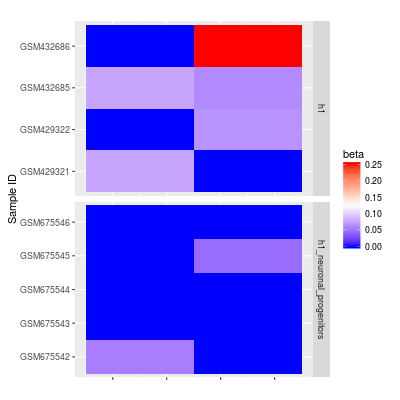 GSM432686
GSM432685
GSM429322
GSM429321
h1
GSM675546
GSM675545
GSM675544
GSM675543
GSM675542
h1_neuronal_progenitors
Sample ID
beta
0.25
0.20
0.15
0.10
0.05
0.00